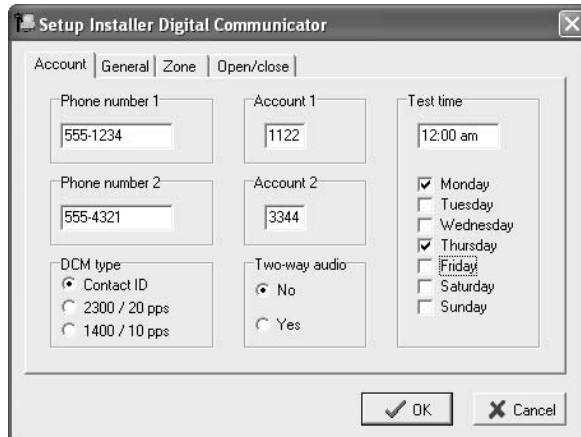 Setup Installer Digital Communicator
Account
General
Zone
Open/close
Phone number 1
555-1234
Account 1
1122
Test time
12:00 am
Phone number 2
555-4321
Account 2
3344
Monday
Tuesday
Wednesday
Thursday
Friday
Saturday
Sunday
DCM type
Contact ID
2300 / 20 pps
1400 / 10 pps
Two-way audio
No
Yes
OK
Cancel